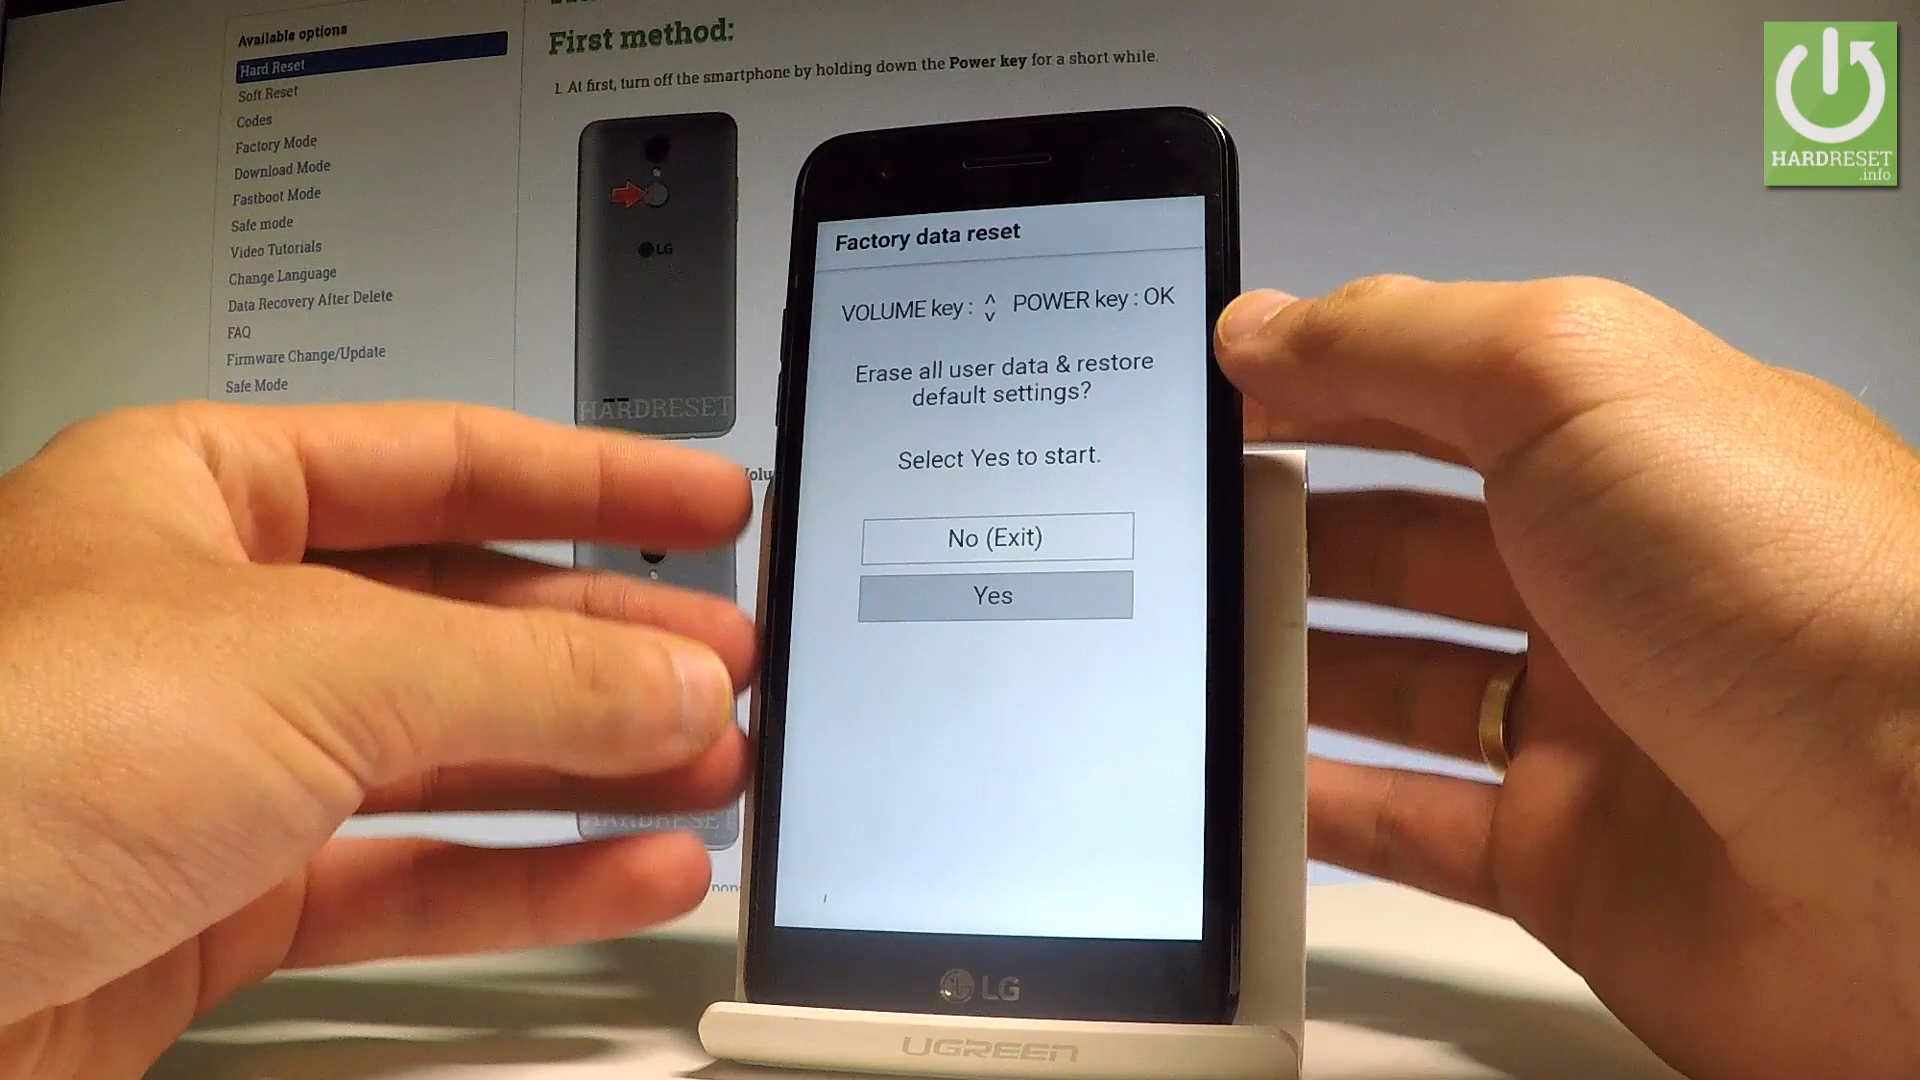 Available options
Hard Reset
Soft Reset
Codes
Factory Mode
Download Mode
Fastboot Mode
Safe mode
Video Tutorials
Change Language
Data Recovery After Delete
FAQ
Firmware Change/Update
Safe Mode
First method:
1. At first, turn off the smartphone by holding down the Power key for a short while.
LG
HARDRESET
HARDRESET
Factory data reset
VOLUME key : ^ v POWER key : OK
Erase all user data & restore
default settings?
Select Yes to start.
No (Exit)
Yes
LG
UGREEN
HARDRESET
.info